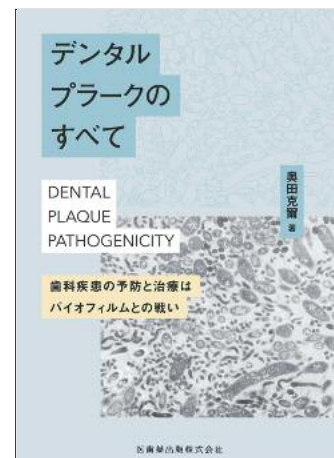 デンタル
プラークの
すべて
DENTAL
PLAQUE
PATHOGENICITY
奥田克爾 著
歯科疾患の予防と治療は
バイオフィルムとの戦い
医歯薬出版株式会社